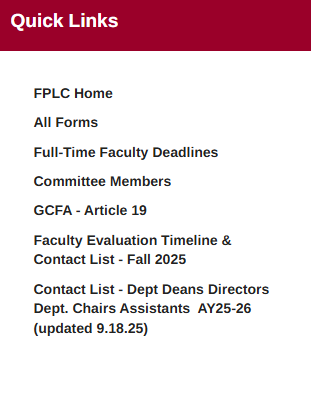 Quick Links
FPLC Home
All Forms
Full-Time Faculty Deadlines
Committee Members
GCFA - Article 19
Faculty Evaluation Timeline &
Contact List - Fall 2025
Contact List - Dept Deans Directors
Dept. Chairs Assistants  AY25-26
(updated 9.18.25)